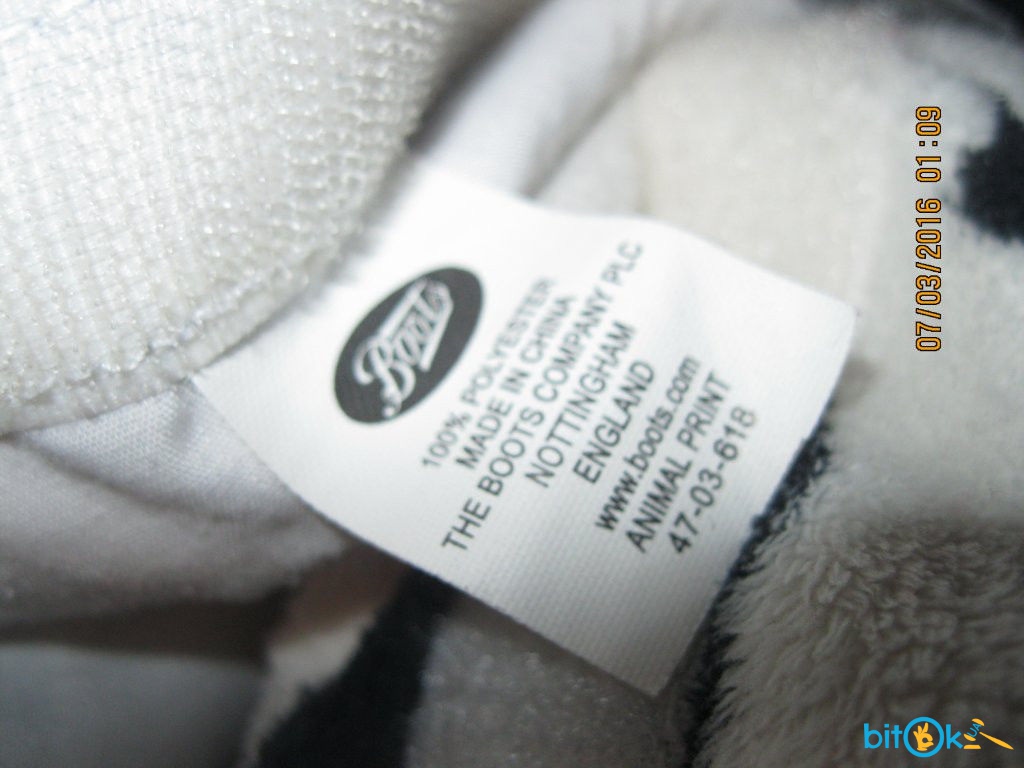 Boots
100% POLYESTER
MADE IN CHINA
THE BOOTS COMPANY PLC
NOTTINGHAM
ENGLAND
www.boots.com
ANIMAL PRINT
47-03-618
07/03/2016 01:09
bitOk UA